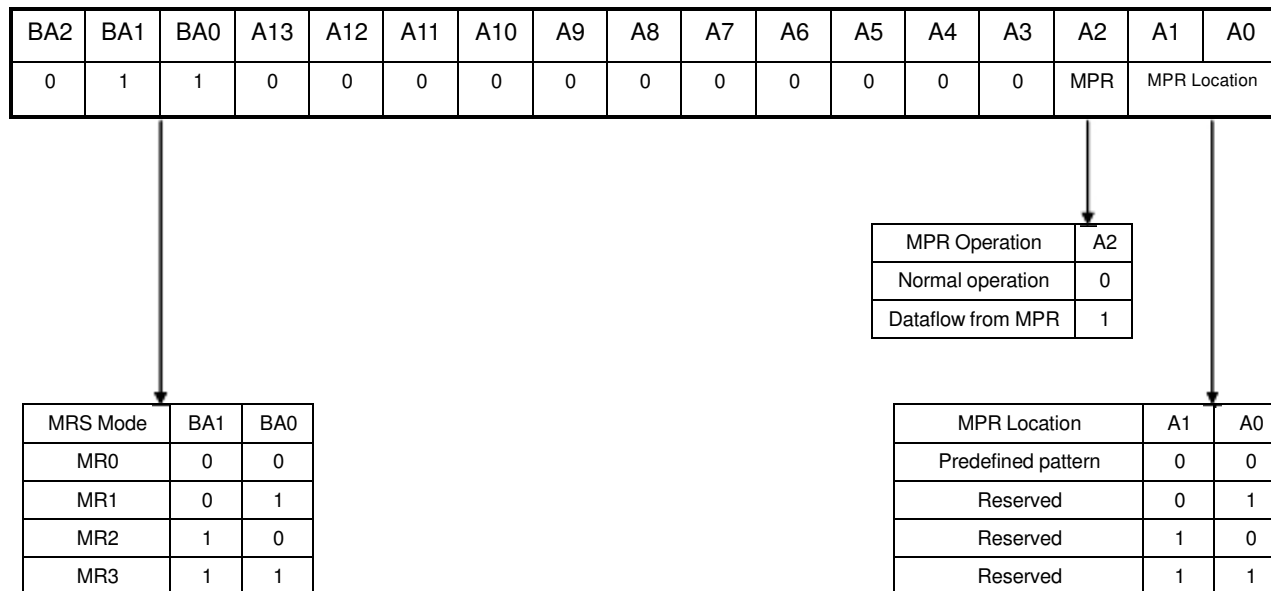 BA2 BA1 BA0 A13 A12 A11 A10 A9 A8 A7 A6 A5 A4 A3 A2 A1 A0
0 1 1 0 0 0 0 0 0 0 0 0 0 0 MPR MPR Location
MPR Operation A2
Normal operation 0
Dataflow from MPR 1
MRS Mode BA1 BA0
MR0 0 0
MR1 0 1
MR2 1 0
MR3 1 1
MPR Location A1 A0
Predefined pattern 0 0
Reserved 0 1
Reserved 1 0
Reserved 1 1